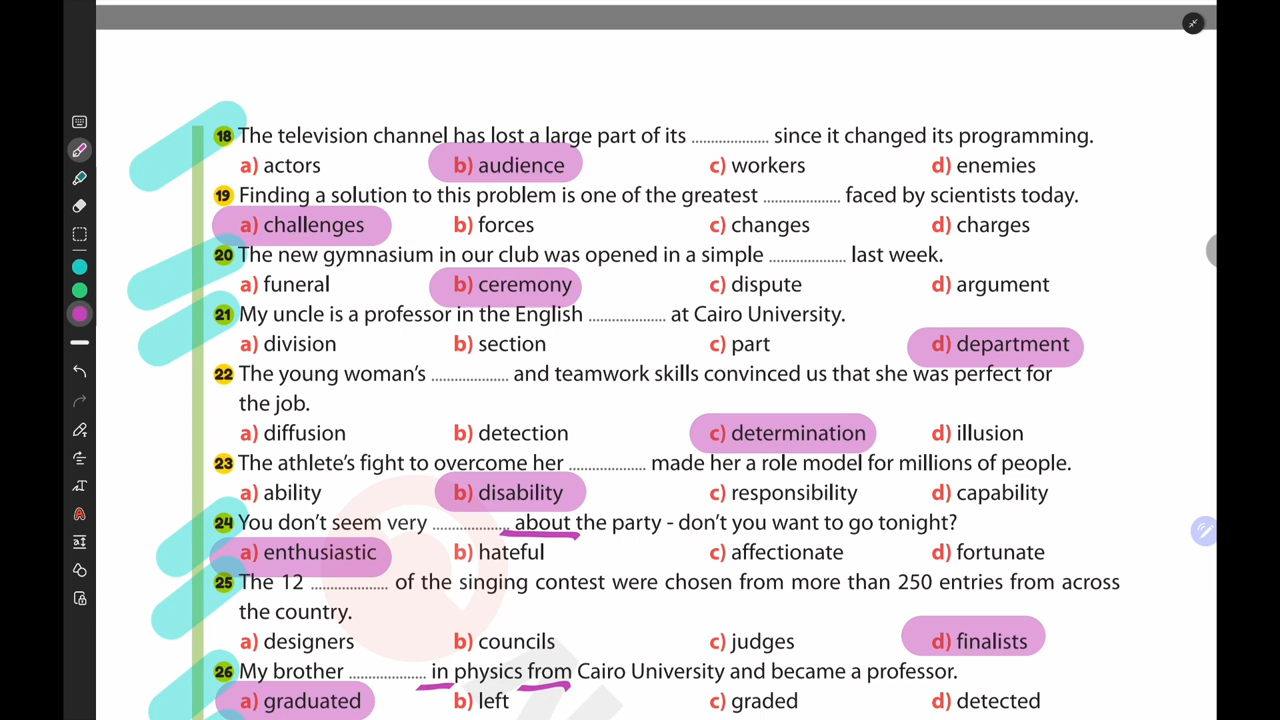 18 The television channel has lost a large part of its .................... since it changed its programming.
a) actors b) audience c) workers d) enemies
19 Finding a solution to this problem is one of the greatest .................... faced by scientists today.
a) challenges b) forces c) changes d) charges
20 The new gymnasium in our club was opened in a simple .................... last week.
a) funeral b) ceremony c) dispute d) argument
21 My uncle is a professor in the English .................... at Cairo University.
a) division b) section c) part d) department
22 The young woman's .................... and teamwork skills convinced us that she was perfect for
the job.
a) diffusion b) detection c) determination d) illusion
23 The athlete's fight to overcome her .................... made her a role model for millions of people.
a) ability b) disability c) responsibility d) capability
24 You don't seem very .................... about the party - don't you want to go tonight?
a) enthusiastic b) hateful c) affectionate d) fortunate
25 The 12 .................... of the singing contest were chosen from more than 250 entries from across
the country.
a) designers b) councils c) judges d) finalists
26 My brother .................... in physics from Cairo University and became a professor.
a) graduated b) left c) graded d) detected